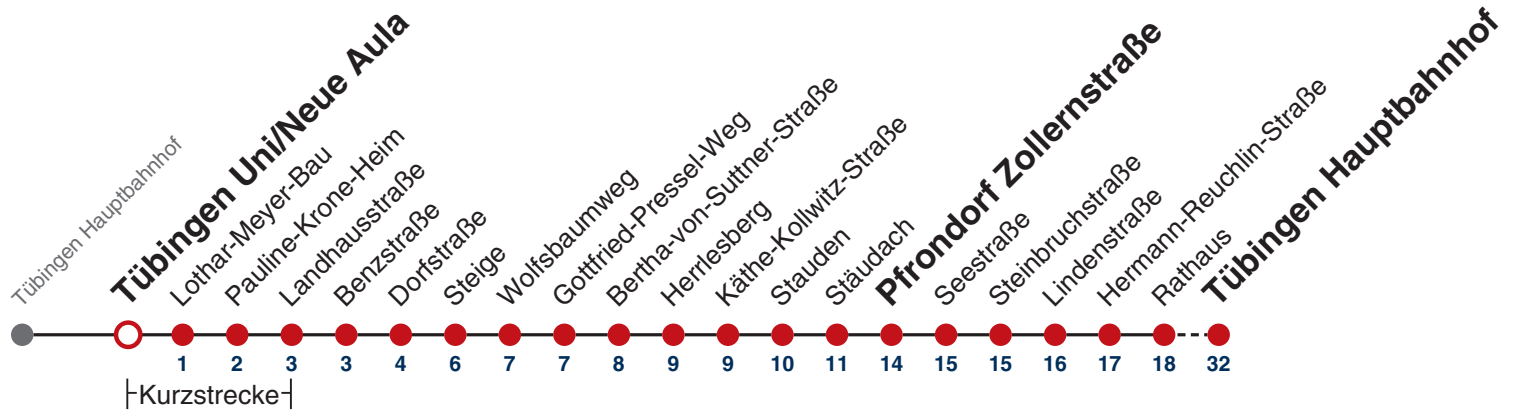 Tübingen Hauptbahnhof
Tübingen Uni/Neue Aula
Lothar-Meyer-Bau
Pauline-Krone-Heim
Landhausstraße
Benzstraße
Dorfstraße
Steige
Wolfsbaumweg
Gottfried-Pressel-Weg
Bertha-von-Suttner-Straße
Herrlesberg
Käthe-Kollwitz-Straße
Stauden
Stäudach
Pfrondorf Zollernstraße
Seestraße
Steinbruchstraße
Lindenstraße
Hermann-Reuchlin-Straße
Rathaus
Tübingen Hauptbahnhof
1 2 3 3 4 6 7 7 8 9 9 10 11 14 15 15 16 17 18 32
Kurzstrecke